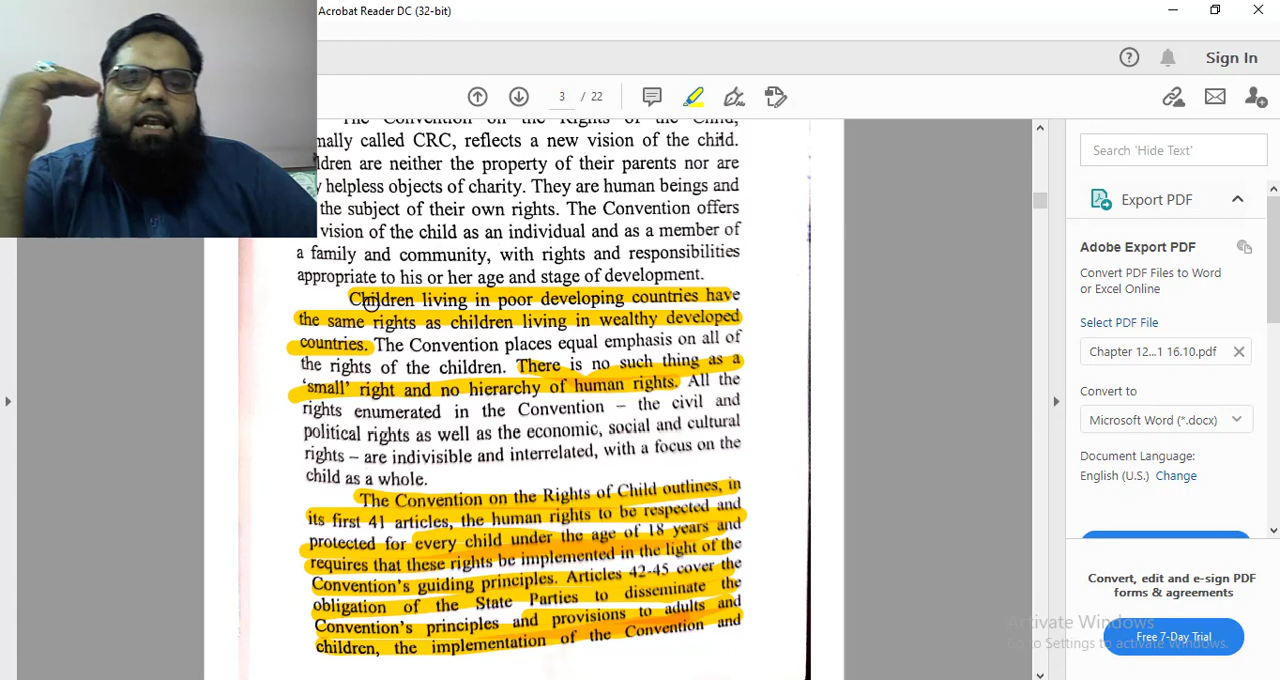 Acrobat Reader DC (32-bit)
Sign In
3 / 22
The Convention on the Rights of the Child,
mally called CRC, reflects a new vision of the child.
ldren are neither the property of their parents nor are
y helpless objects of charity. They are human beings and
the subject of their own rights. The Convention offers
vision of the child as an individual and as a member of
a family and community, with rights and responsibilities
appropriate to his or her age and stage of development.
Children living in poor developing countries have
the same rights as children living in wealthy developed
countries. The Convention places equal emphasis on all of
the rights of the children. There is no such thing as a
'small' right and no hierarchy of human rights. All the
rights enumerated in the Convention – the civil and
political rights as well as the economic, social and cultural
rights – are indivisible and interrelated, with a focus on the
child as a whole.
The Convention on the Rights of Child outlines, in
its first 41 articles, the human rights to be respected and
protected for every child under the age of 18 years and
requires that these rights be implemented in the light of the
Convention's guiding principles. Articles 42-45 cover the
obligation of the State Parties to disseminate the
Convention's principles and provisions to adults and
children, the implementation of the Convention and
Search 'Hide Text'
Export PDF
Adobe Export PDF
Convert PDF Files to Word
or Excel Online
Select PDF File
Chapter 12...1 16.10.pdf
Convert to
Microsoft Word (*.docx)
Document Language:
English (U.S.) Change
Convert, edit and e-sign PDF
forms & agreements
Free 7-Day Trial
Activate Windows
Go to Settings to activate Windows.